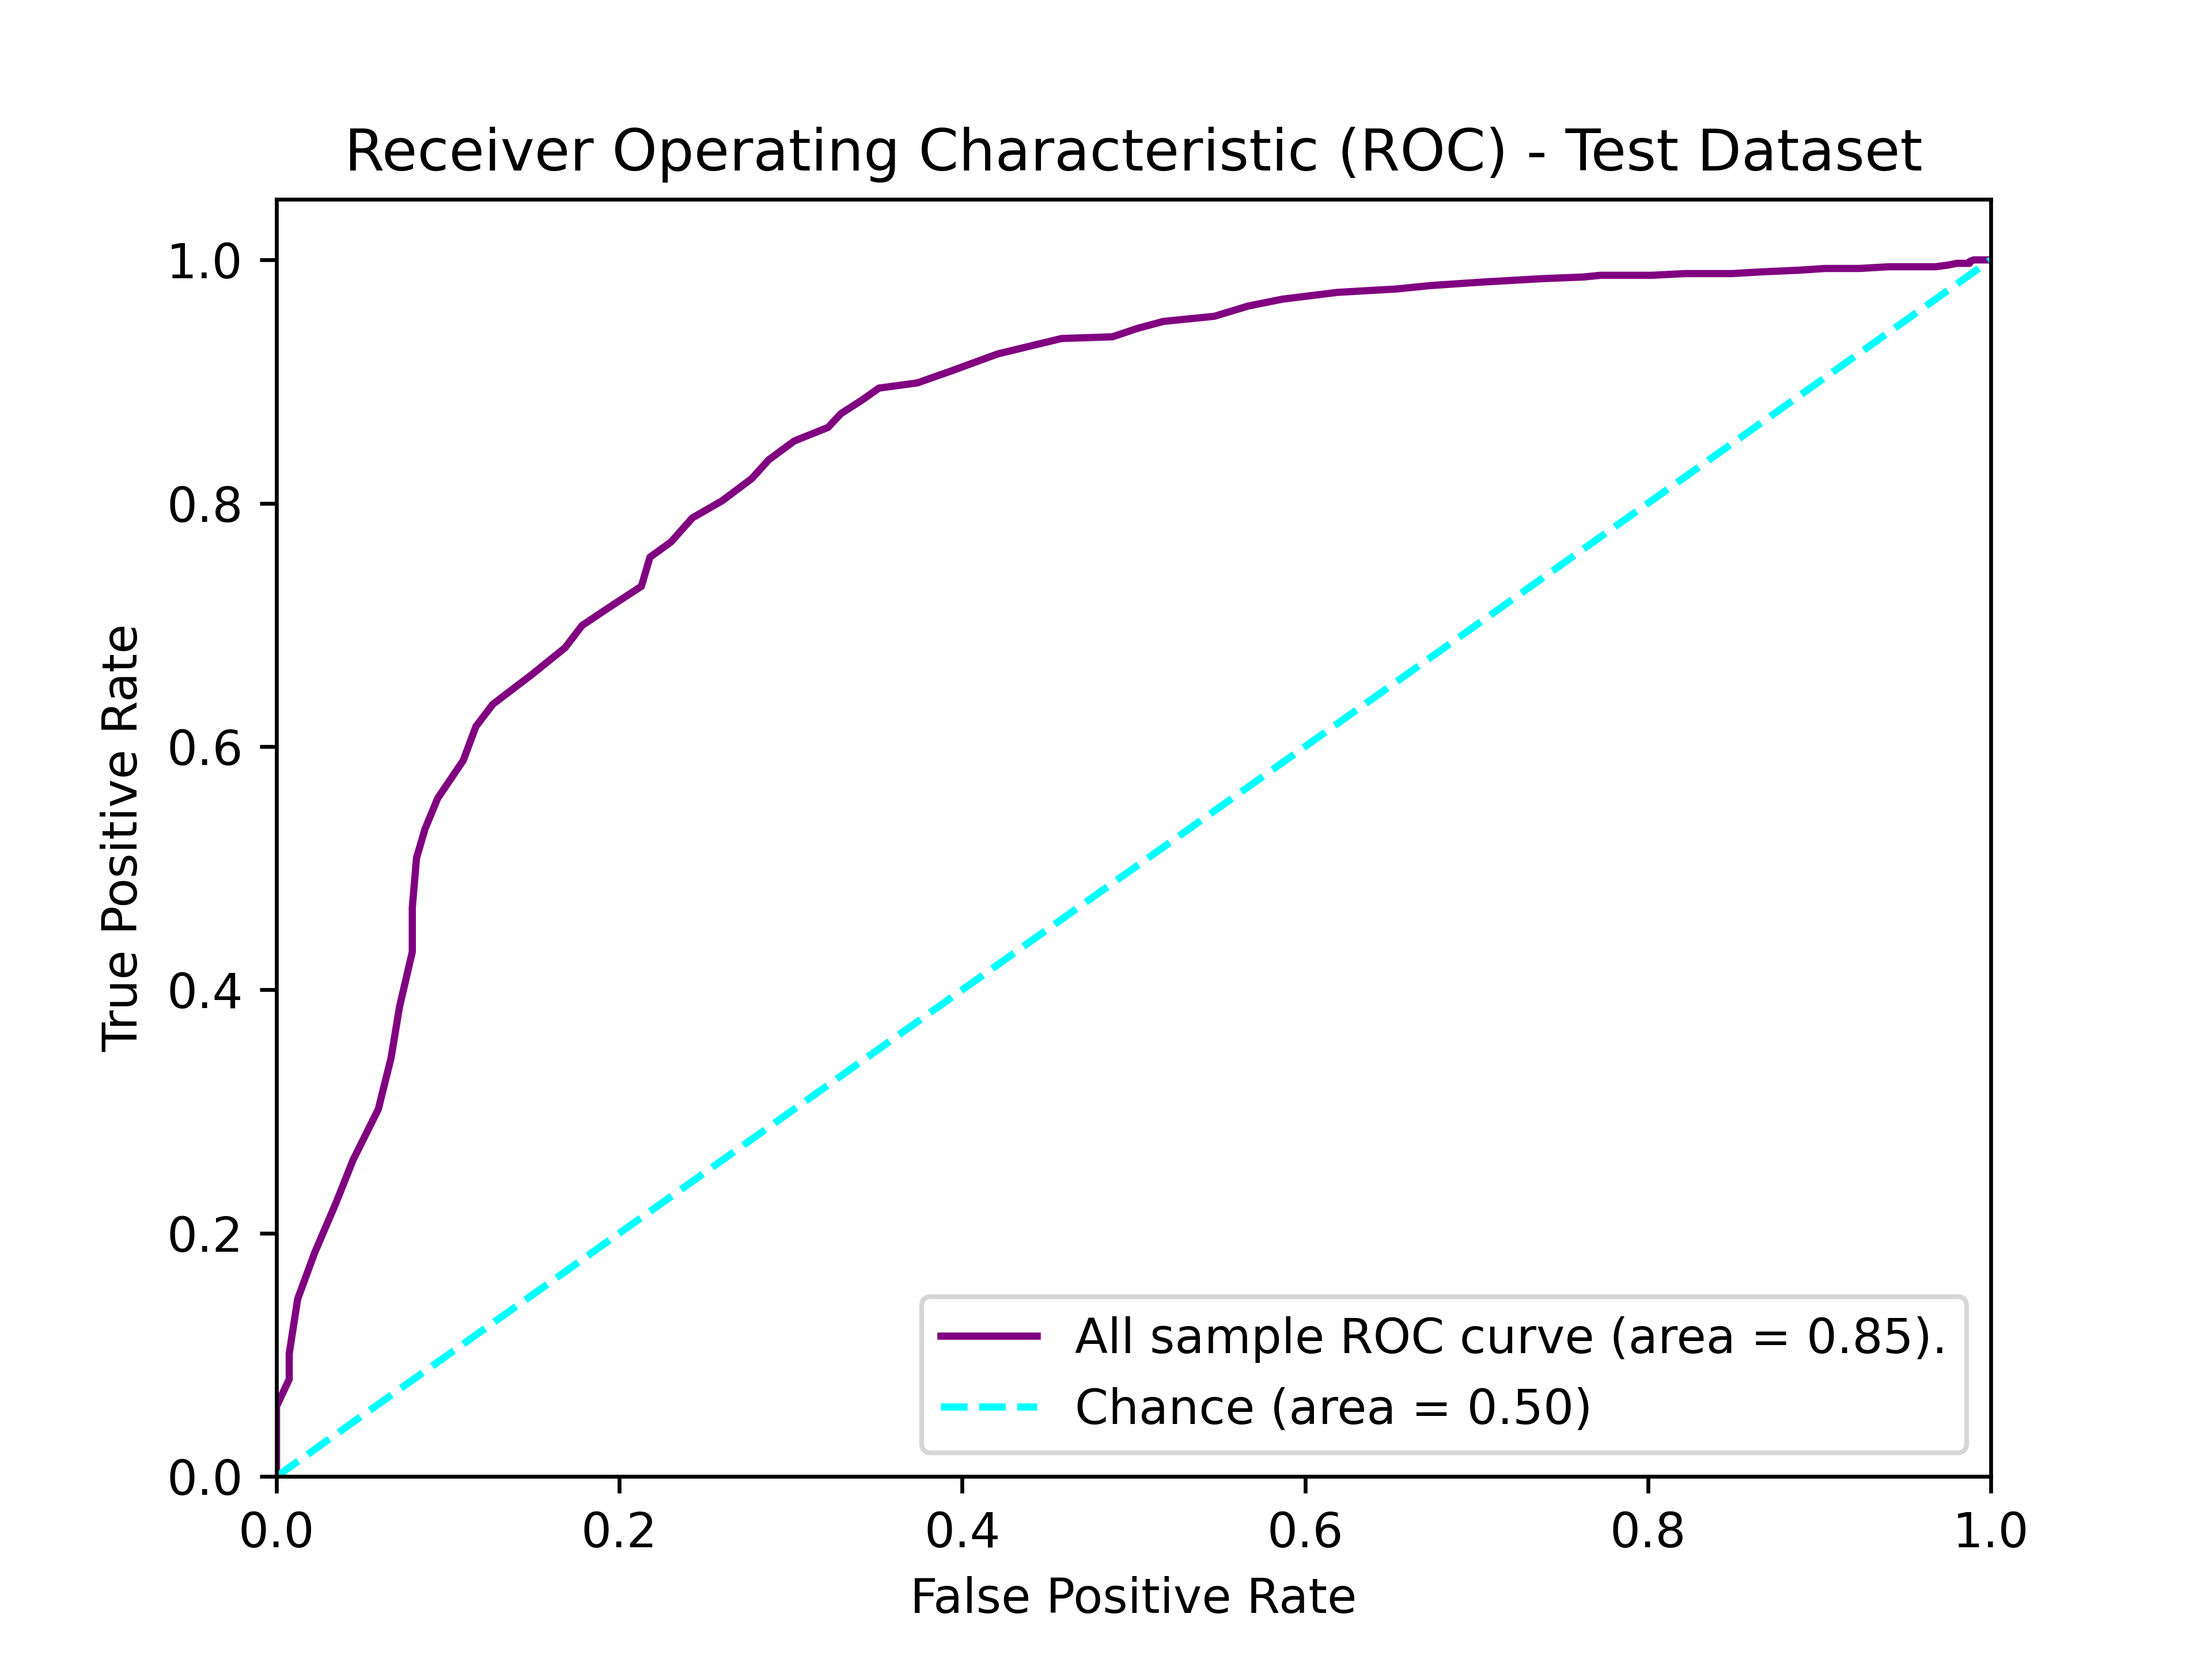 Receiver Operating Characteristic (ROC) - Test Dataset
1.0
0.8
0.6
0.4
0.2
0.0
True Positive Rate
All sample ROC curve (area = 0.85).
Chance (area = 0.50)
0.0 0.2 0.4 0.6 0.8 1.0
False Positive Rate